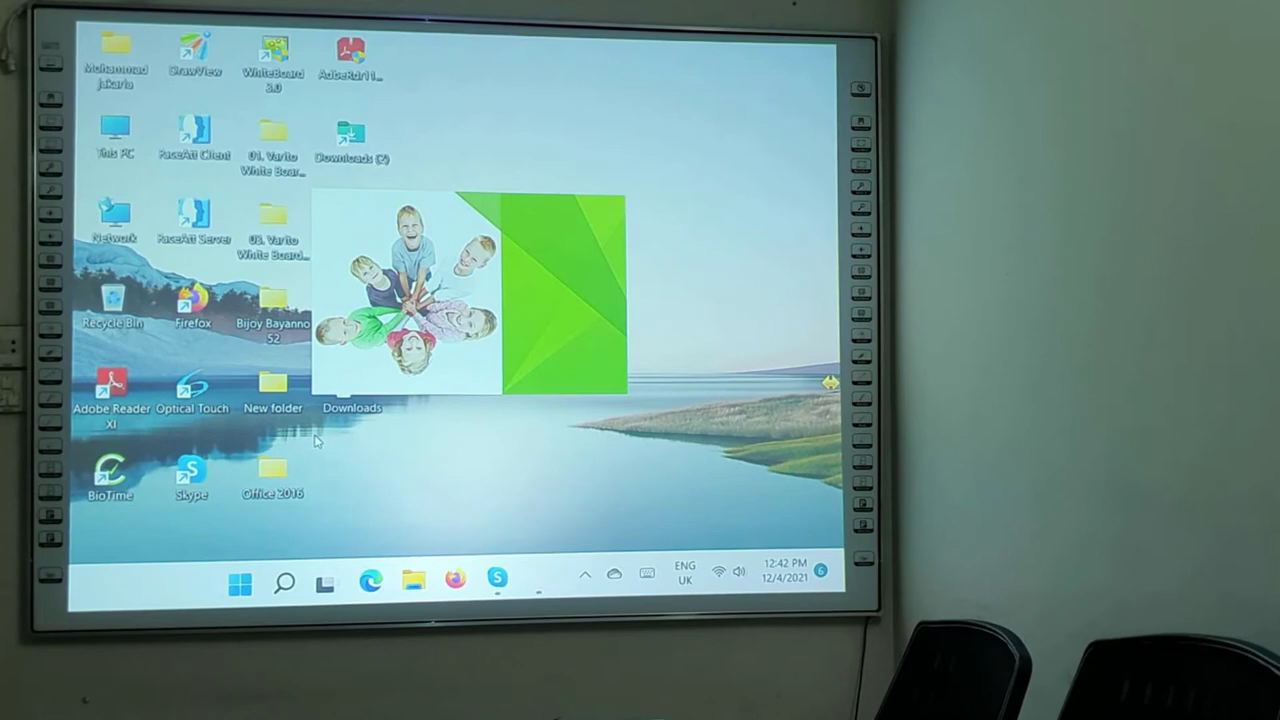 Muhammad
Jakaria
DrawView
WhiteBoard
3.0
AdbeRdr11...
This PC
FaceAtt Client
01. Varito
White Boar...
Downloads (2)
Network
FaceAtt Server
03. Varito
White Board...
Recycle Bin
Firefox
Bijoy Bayanno
52
Adobe Reader
XI
Optical Touch
New folder
Downloads
BioTime
Skype
Office 2016
ENG
UK
12:42 PM
12/4/2021
6